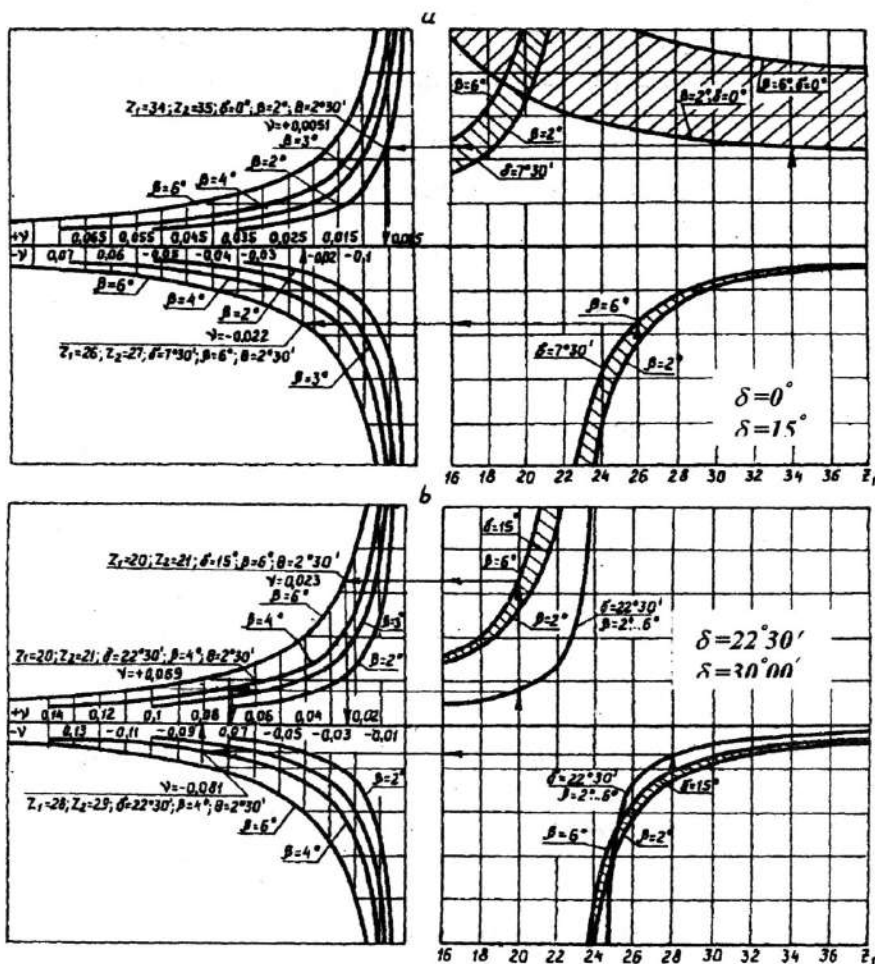 a
Z₁=34; Z₂=35; δ=0°; β=2°; θ=2°30'
ν=+0,0051
β=3°
β=2°
β=4°
β=6°
+ν 0,065 0,055 0,045 0,035 0,025 0,015 0,005
-ν 0,07 0,06 -0,05 -0,04 -0,03 -0,02 -0,1
β=6°
β=4°
β=2°
ν=-0,022
Z₁=26; Z₂=27; δ=7°30'; β=6°; θ=2°30'
β=3°
β=6°
β=2°
δ=7°30'
β=2°; δ=0°
β=6°; δ=0°
β=6°
δ=7°30'
β=2°
δ=0°
δ=15°
16 18 20 22 24 26 28 30 32 34 36 Z₁
b
Z₁=20; Z₂=21; δ=15°; β=6°; θ=2°30'
ν=0,023
β=6°
β=4°
β=3°
β=2°
Z₁=20; Z₂=21; δ=22°30'; β=4°; θ=2°30'
ν=+0,069
+ν 0,14 0,12 0,1 0,08 0,06 0,04 0,02
-ν 0,13 -0,11 -0,09 0,07 -0,05 -0,03 -0,01
ν=-0,081
Z₁=28; Z₂=29; δ=22°30'; β=4°; θ=2°30'
β=6°
β=4°
β=2°
δ=15°
β=6°
β=2°
δ=22°30'
β=2°..6°
δ=22°30'
δ=30°00'
δ=22°30'
β=2°..6°
δ=15°
β=6°
β=2°
16 18 20 22 24 26 28 30 32 34 36 38 Z₁